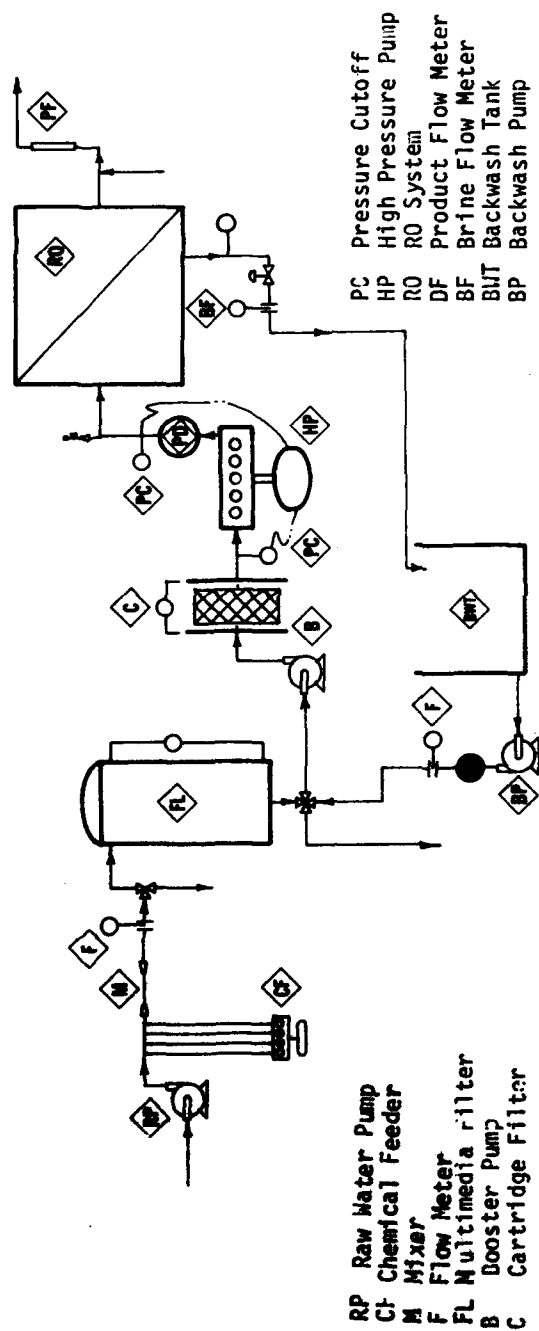 RP
CF
M
F
FL
B
C
PC
HP
PC
PD
RO
BF
PF
F
BP
BWT
RP Raw Water Pump
CF Chemical Feeder
M Mixer
F Flow Meter
FL Multimedia Filter
B Booster Pump
C Cartridge Filter
PC Pressure Cutoff
HP High Pressure Pump
RO RO System
DF Product Flow Meter
BF Brine Flow Meter
BWT Backwash Tank
BP Backwash Pump